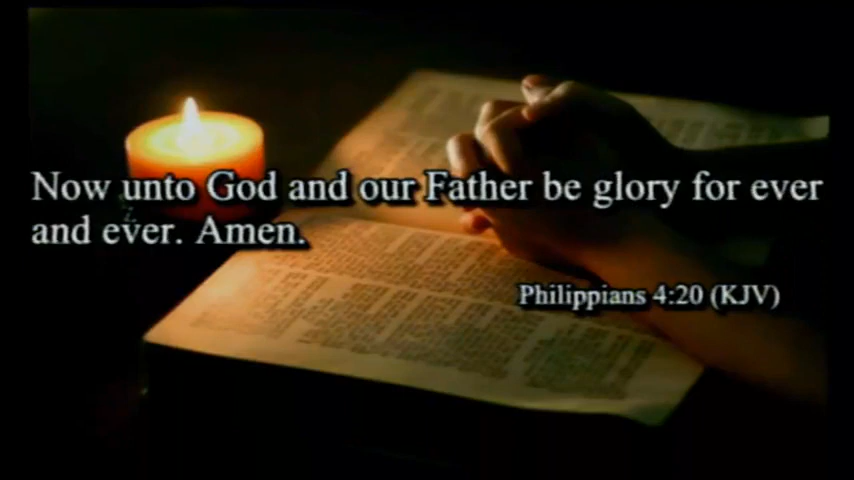 Now unto God and our Father be glory for ever
and ever. Amen.
Philippians 4:20 (KJV)